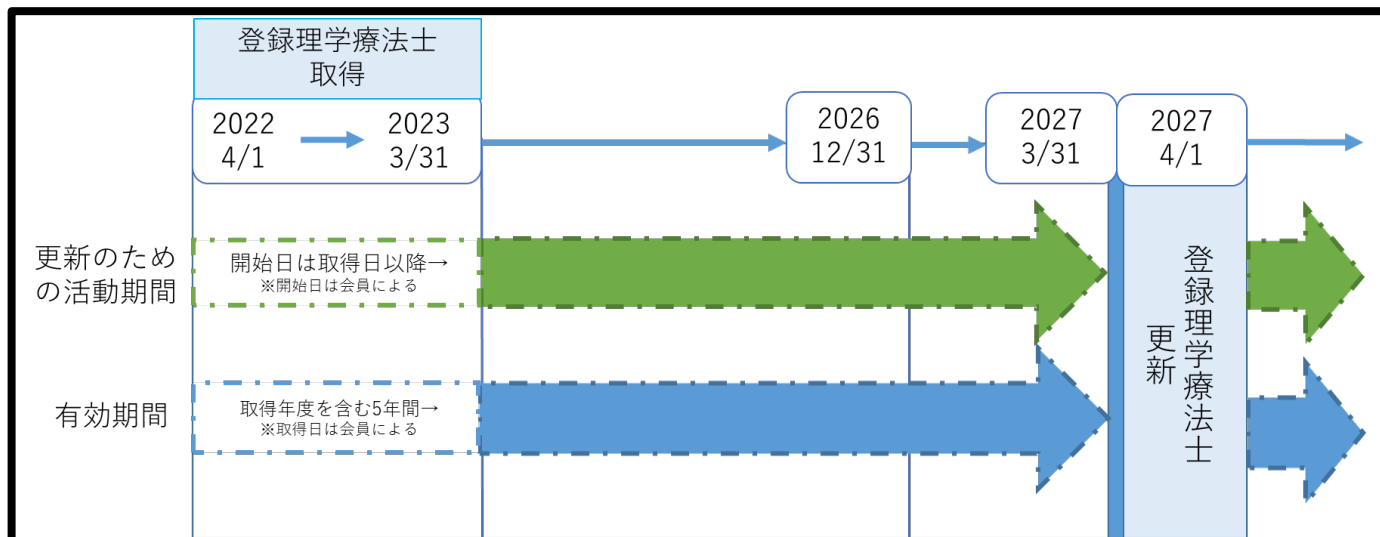 登録理学療法士
取得
2022
4/1
2023
3/31
2026
12/31
2027
3/31
2027
4/1
更新のため
の活動期間
開始日は取得日以降→
※開始日は会員による
有効期間
取得年度を含む5年間→
※取得日は会員による
登録理学療法士
更新